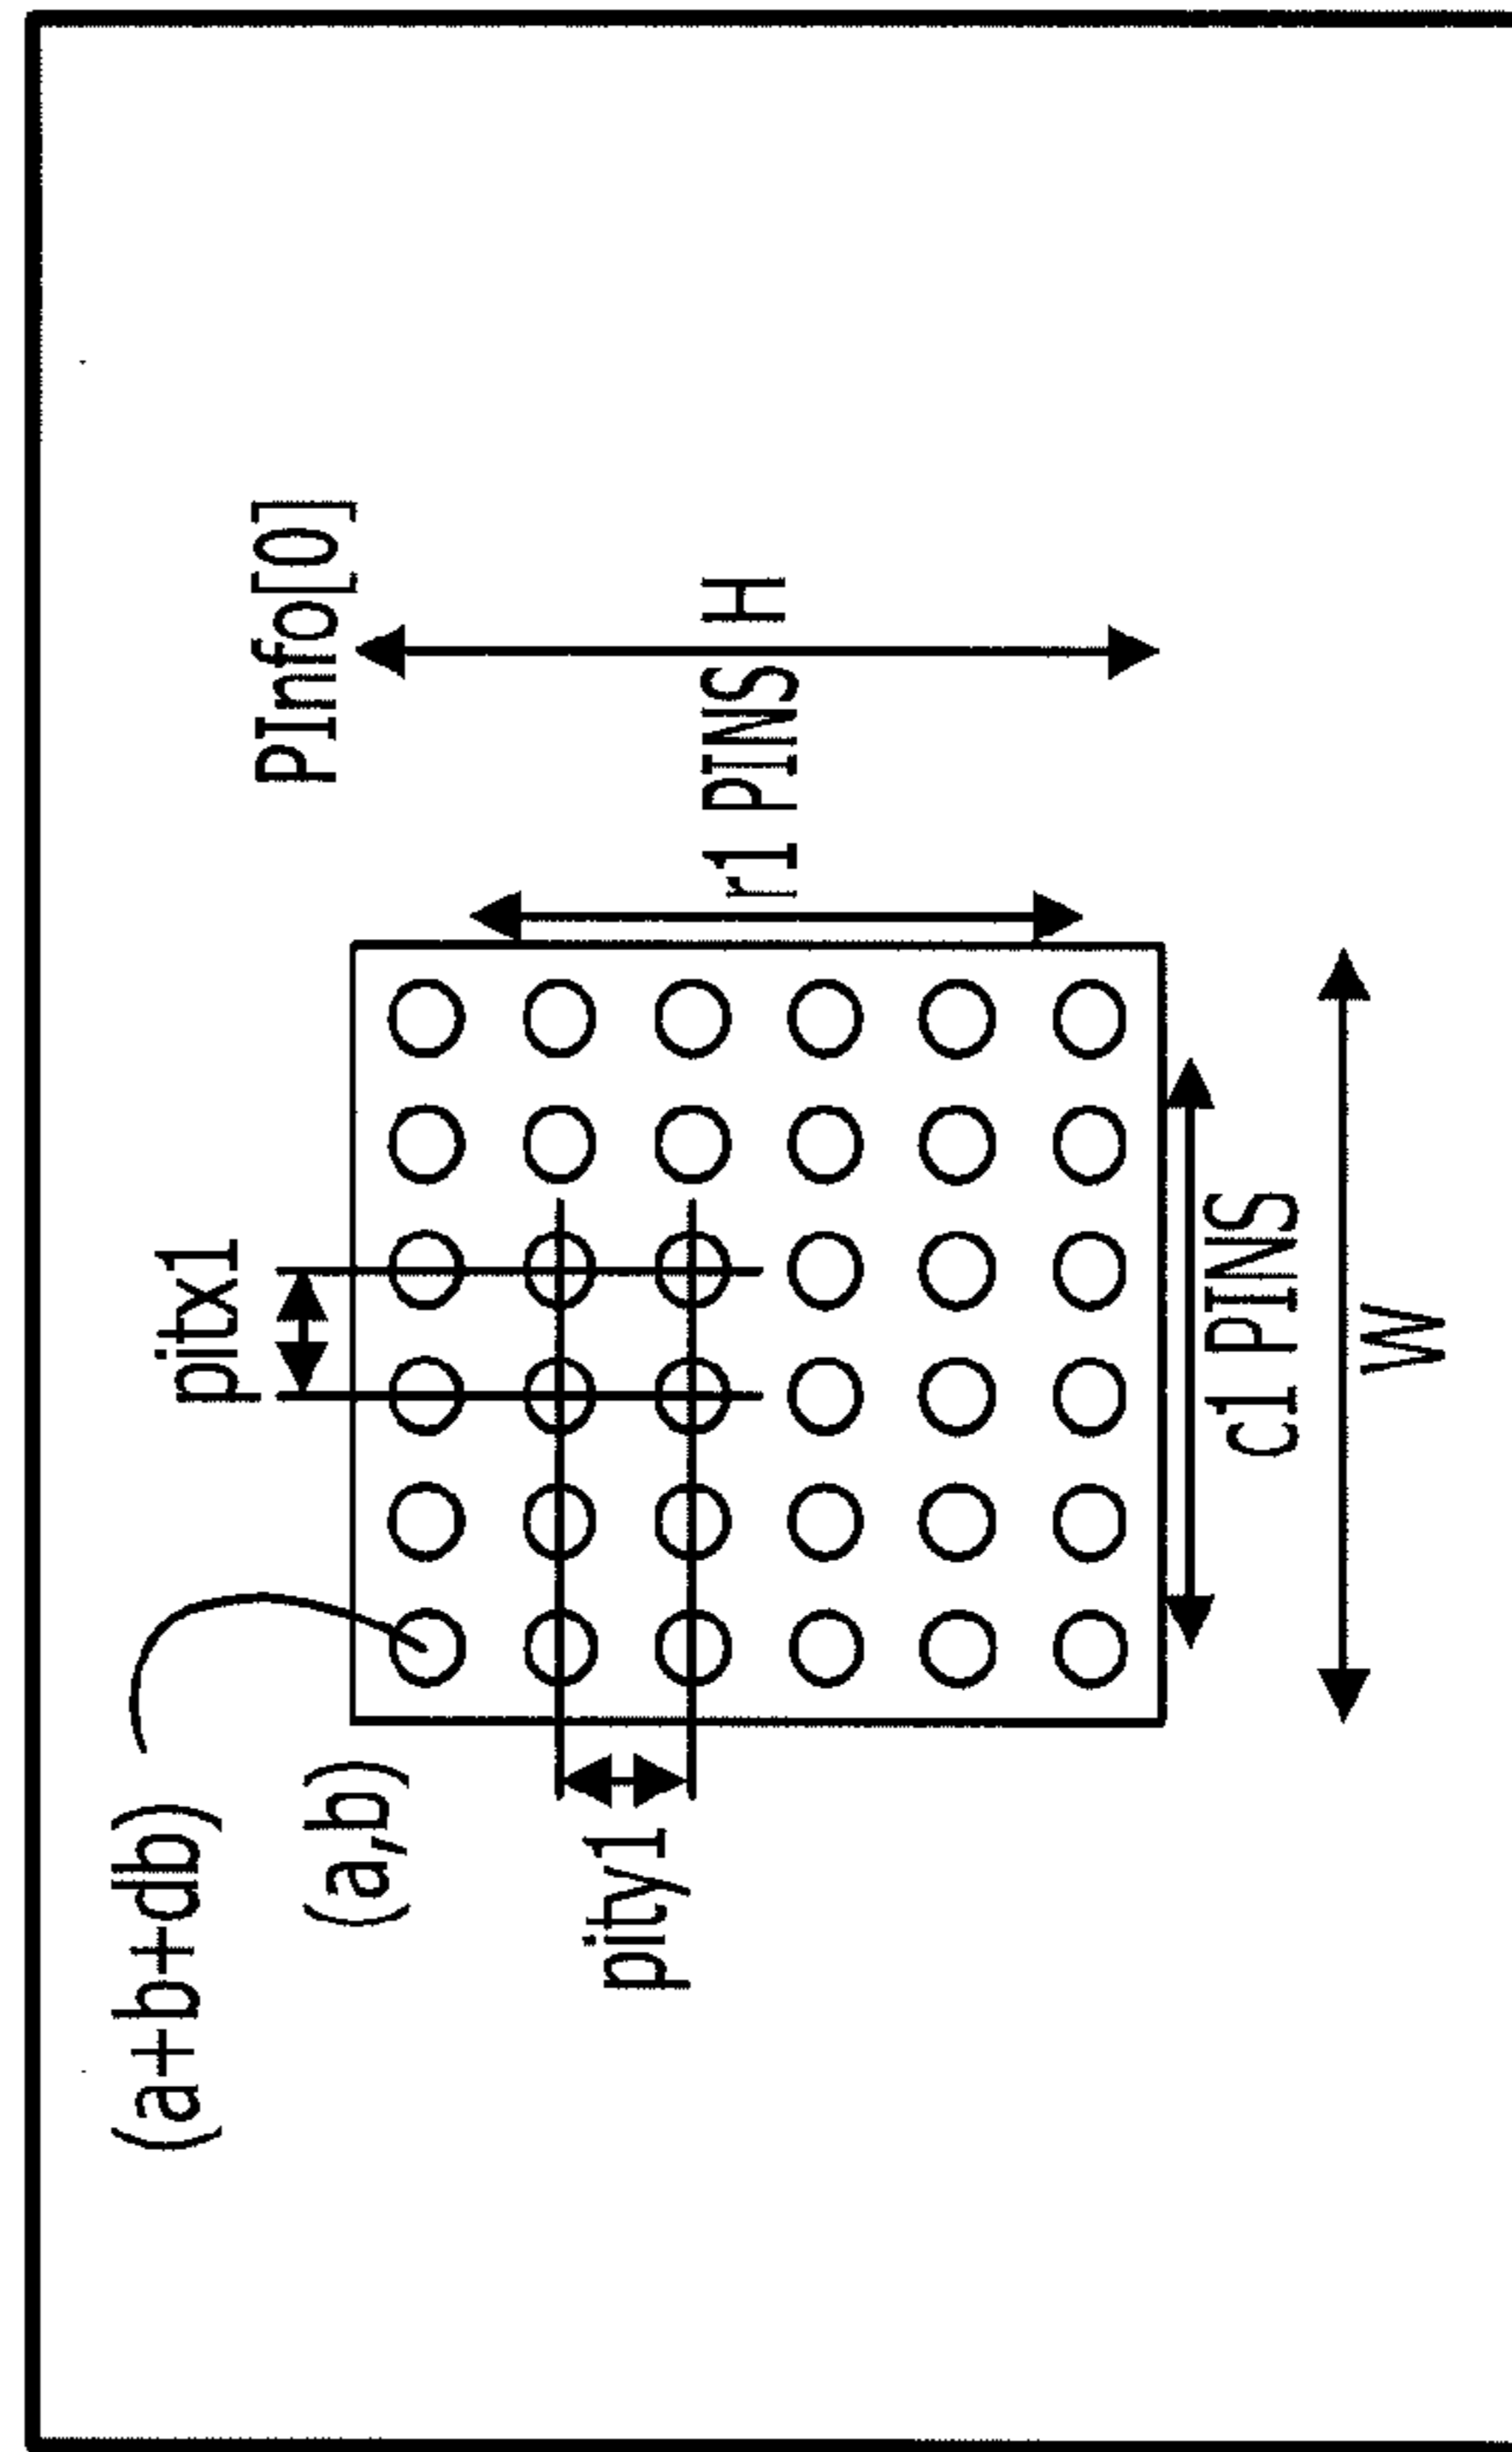 (a+b+db)
pitx1
PInfo[0]
(a,b)
pity1
r1 PINS
H
c1 PINS
W